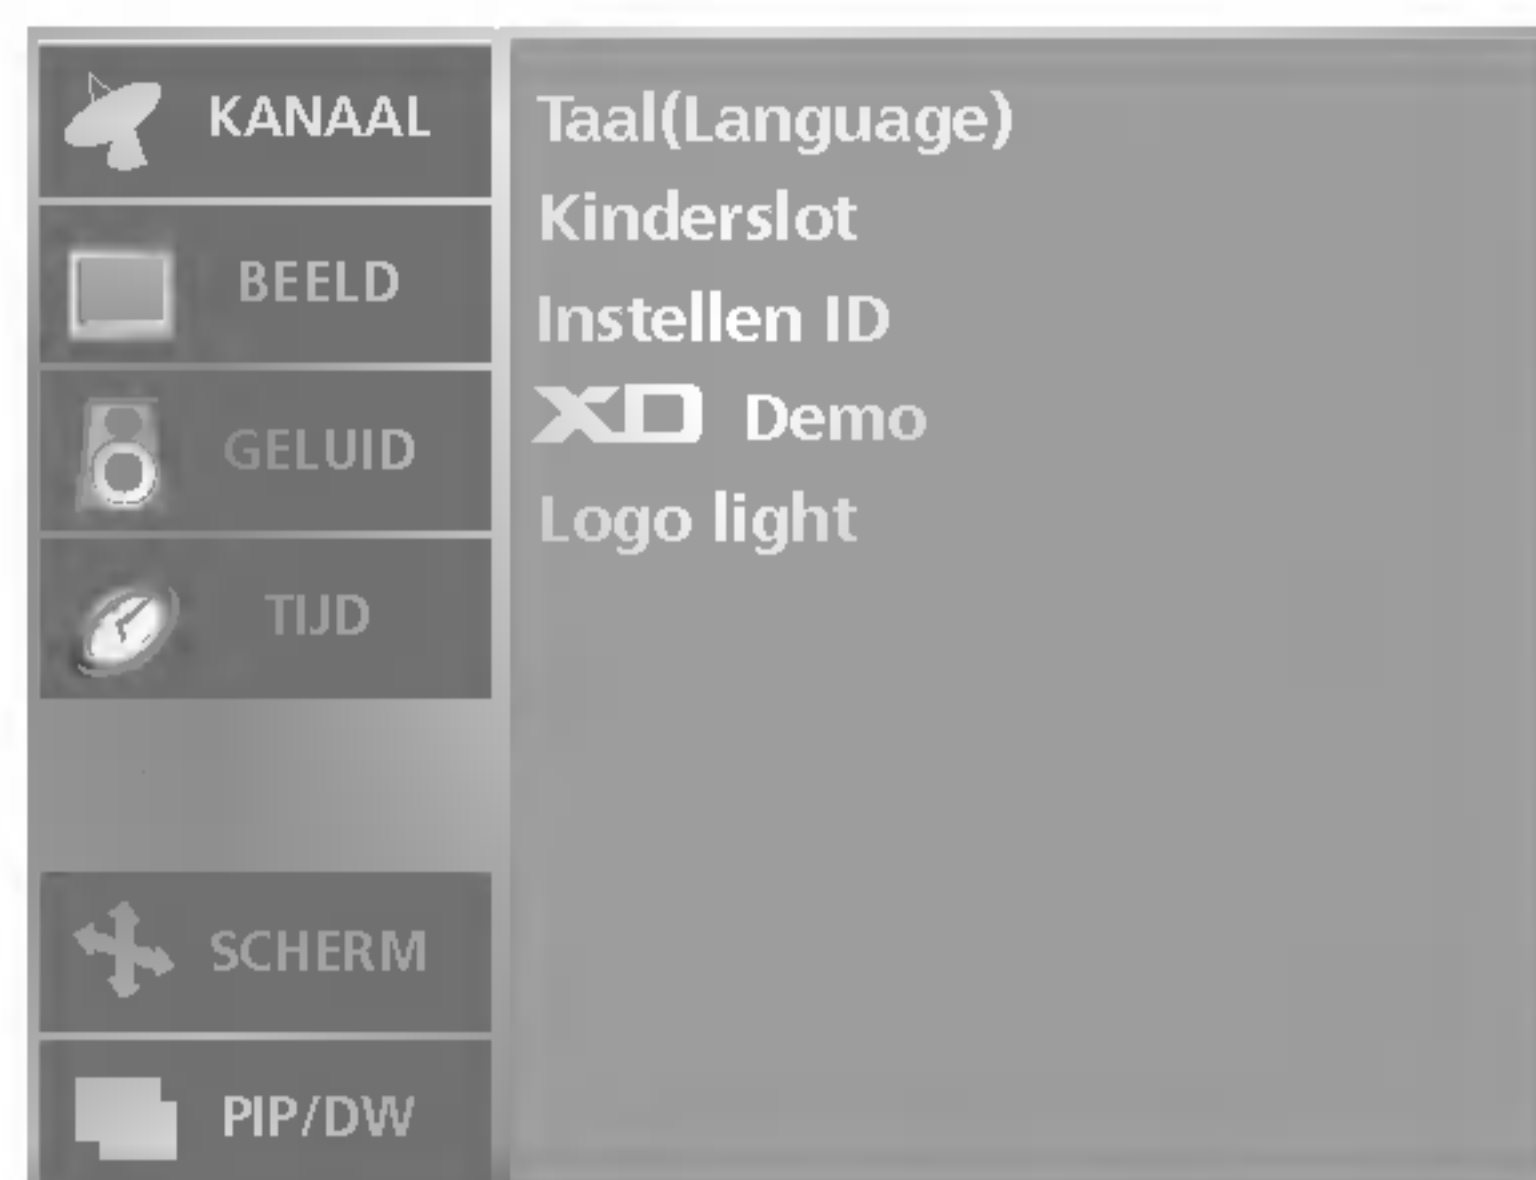 KANAAL
BEELD
GELUID
TIJD
SCHERM
PIP/DW
Taal(Language)
Kinderslot
Instellen ID
XD Demo
Logo light